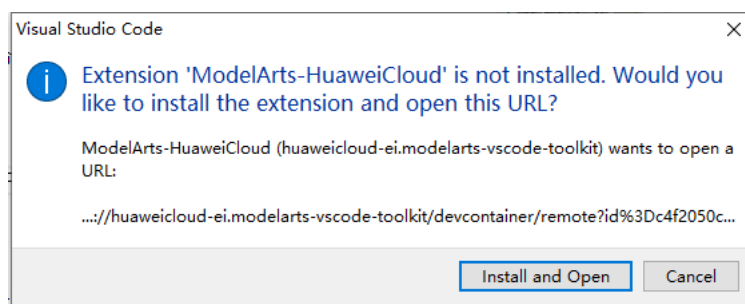 Visual Studio Code
Extension 'ModelArts-HuaweiCloud' is not installed. Would you
like to install the extension and open this URL?
ModelArts-HuaweiCloud (huaweicloud-ei.modelarts-vscode-toolkit) wants to open a
URL:
...://huaweicloud-ei.modelarts-vscode-toolkit/devcontainer/remote?id%3Dc4f2050c...
Install and Open
Cancel